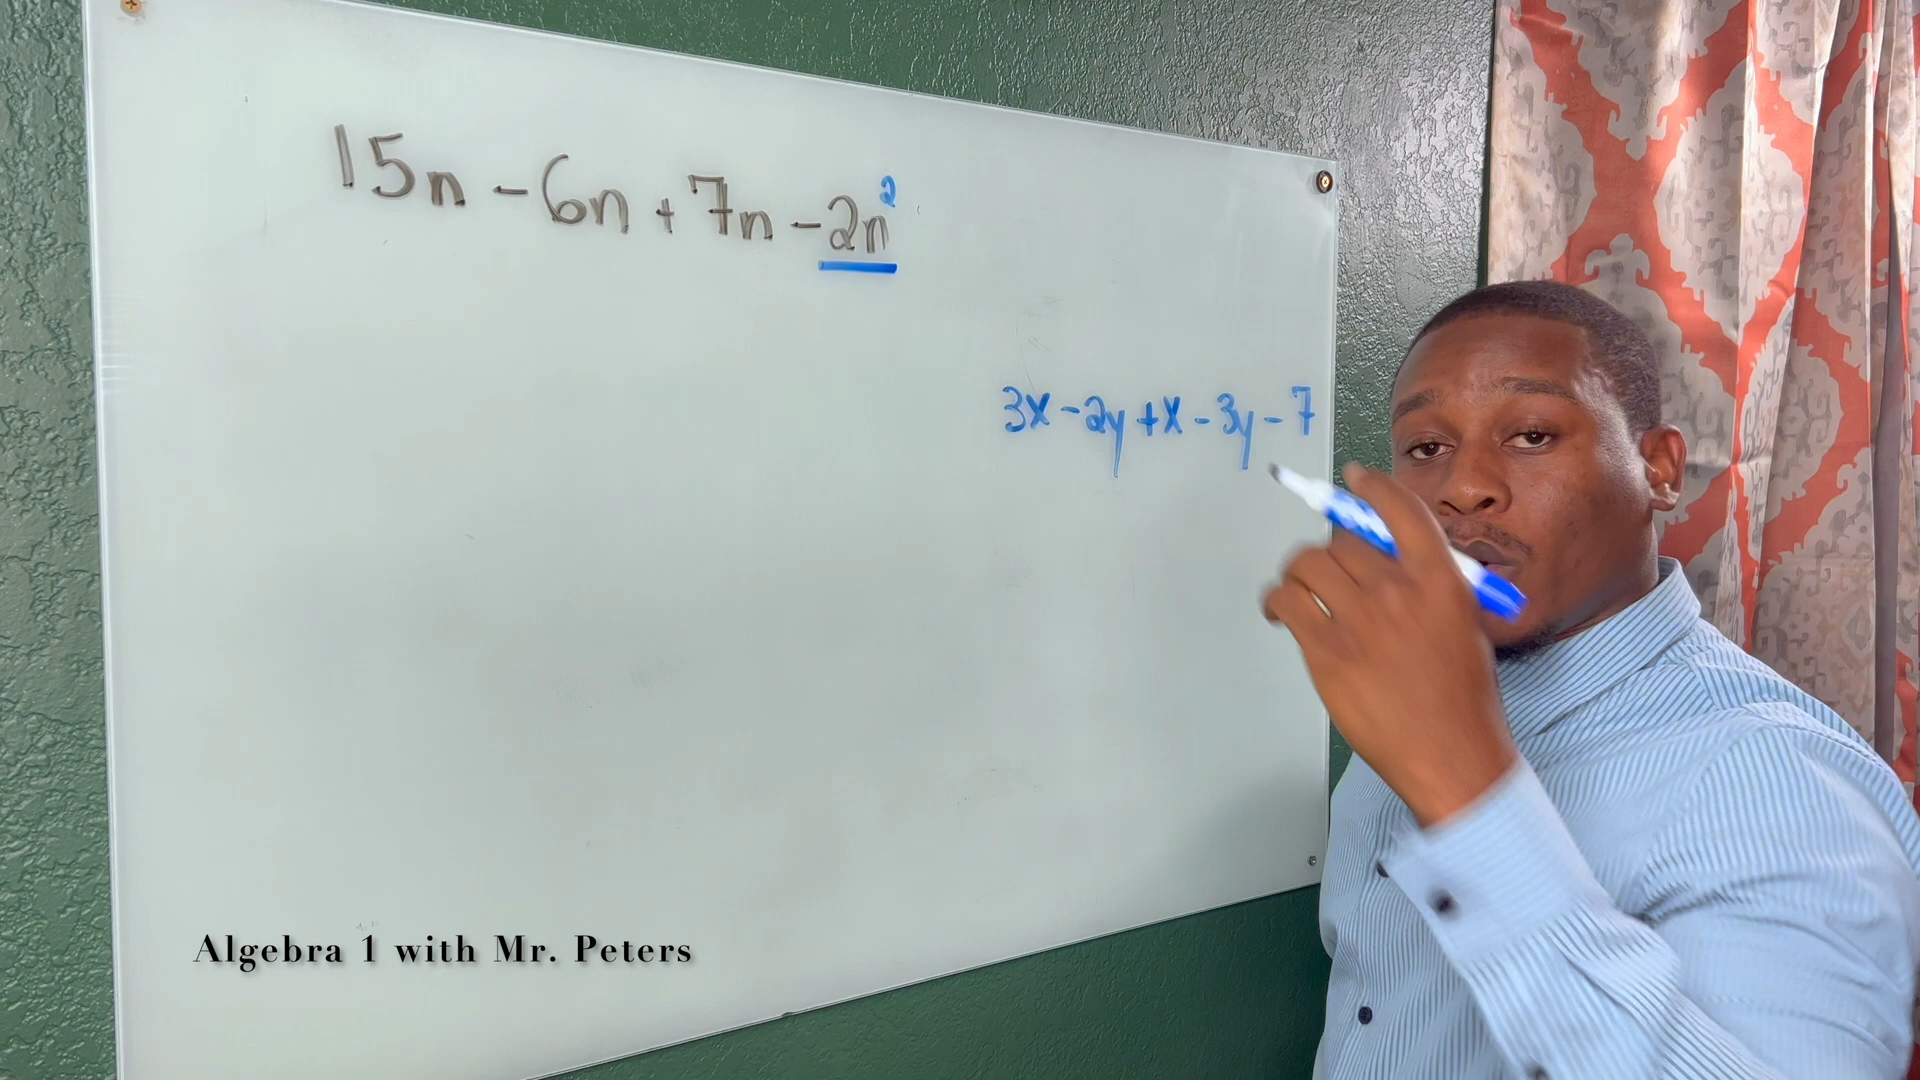 15n - 6n + 7n - 2n²
3x - 2y + x - 3y - 7
Algebra 1 with Mr. Peters